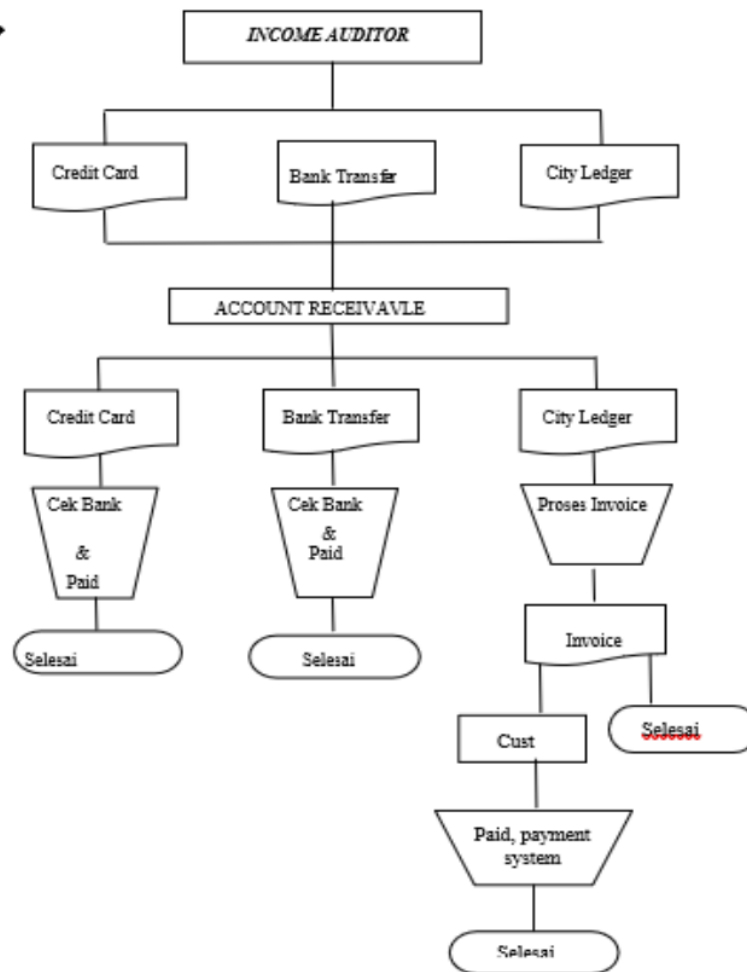 INCOME AUDITOR
Credit Card
Bank Transfer
City Ledger
ACCOUNT RECEIVAVLE
Credit Card
Bank Transfer
City Ledger
Cek Bank
&
Paid
Cek Bank
&
Paid
Proses Invoice
Selesai
Selesai
Invoice
Cust
Selesai
Paid, payment
system
Selesai